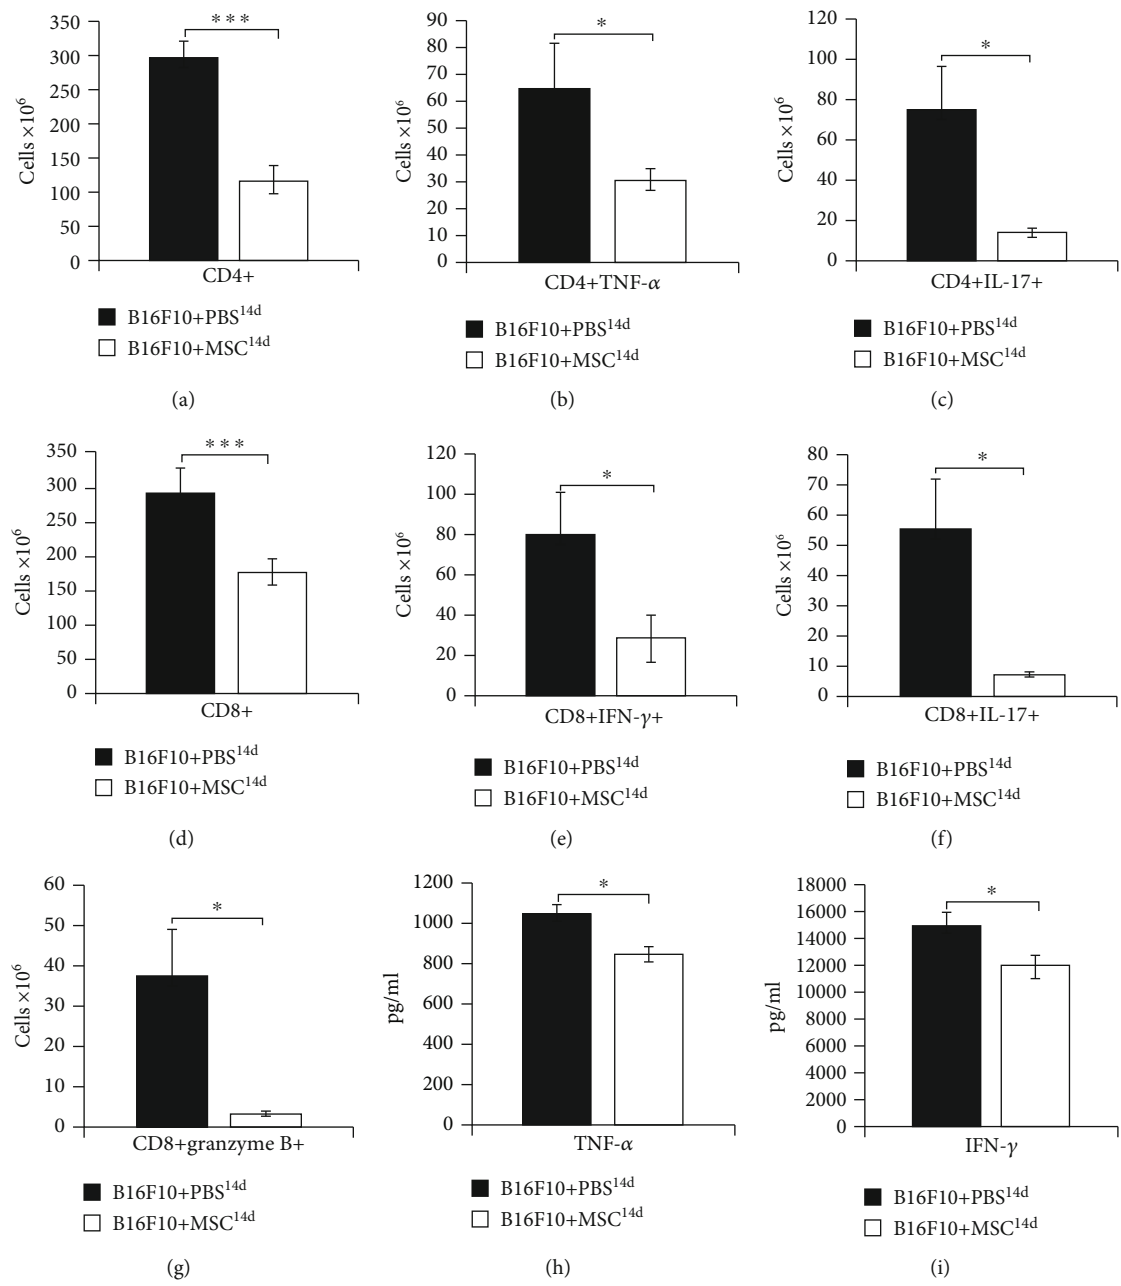 350
300
250
200
150
100
50
0
Cells ×10⁶
***
CD4+
B16F10+PBS¹⁴ᵈ
B16F10+MSC¹⁴ᵈ
(a)
90
80
70
60
50
40
30
20
10
0
Cells ×10⁶
*
CD4+TNF-α
B16F10+PBS¹⁴ᵈ
B16F10+MSC¹⁴ᵈ
(b)
120
100
80
60
40
20
0
Cells ×10⁶
*
CD4+IL-17+
B16F10+PBS¹⁴ᵈ
B16F10+MSC¹⁴ᵈ
(c)
350
300
250
200
150
100
50
0
Cells ×10⁶
***
CD8+
B16F10+PBS¹⁴ᵈ
B16F10+MSC¹⁴ᵈ
(d)
120
100
80
60
40
20
0
Cells ×10⁶
*
CD8+IFN-γ+
B16F10+PBS¹⁴ᵈ
B16F10+MSC¹⁴ᵈ
(e)
80
70
60
50
40
30
20
10
0
Cells ×10⁶
*
CD8+IL-17+
B16F10+PBS¹⁴ᵈ
B16F10+MSC¹⁴ᵈ
(f)
60
50
40
30
20
10
0
Cells ×10⁶
*
CD8+granzyme B+
B16F10+PBS¹⁴ᵈ
B16F10+MSC¹⁴ᵈ
(g)
1200
1000
800
600
400
200
0
pg/ml
*
TNF-α
B16F10+PBS¹⁴ᵈ
B16F10+MSC¹⁴ᵈ
(h)
18000
16000
14000
12000
10000
8000
6000
4000
2000
0
pg/ml
*
IFN-γ
B16F10+PBS¹⁴ᵈ
B16F10+MSC¹⁴ᵈ
(i)